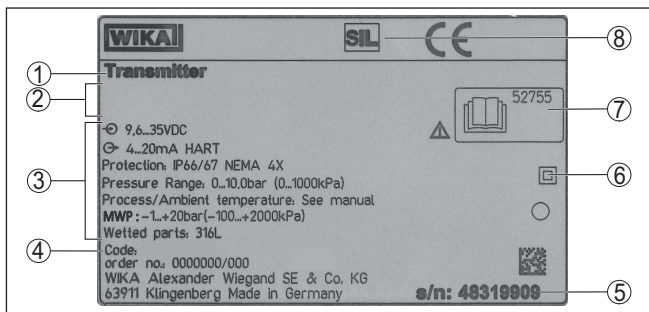 WIKAI
SIL
CE
8
1
Transmitter
2
52755
7
9,6...35VDC
4...20mA HART
Protection: IP66/67 NEMA 4X
3
Pressure Range: 0...10,0bar (0...1000kPa)
6
Process/Ambient temperature: See manual
MWP:-1...+20bar(-100...+2000kPa)
Wetted parts: 316L
4
Code:
order no.: 0000000/000
WIKA Alexander Wiegand SE & Co. KG
63911 Klingenberg Made in Germany
s/n: 48319909
5